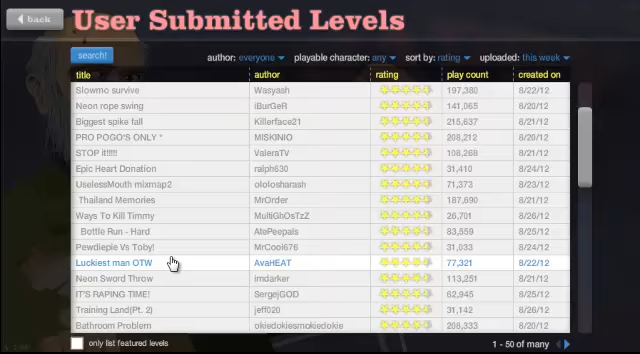 back
User Submitted Levels
search!
author: everyone playable character: any sort by: rating uploaded: this week
title author rating play count created on
Slowmo survive Wasyash 197,380 8/22/12
Neon rope swing iBurGeR 141,065 8/20/12
Biggest spike fall Killerface21 215,637 8/21/12
PRO POGO'S ONLY * MISKINIO 208,212 8/20/12
STOP it!!!!! ValeraTV 108,268 8/21/12
Epic Heart Donation ralph630 31,410 8/24/12
UselessMouth mixmap2 ololosharash 71,373 8/23/12
Thailand Memories MrOrder 187,690 8/21/12
Ways To Kill Timmy MultiGhOsTzZ 26,701 8/26/12
Bottle Run - Hard AtePeepals 83,559 8/25/12
Pewdiepie Vs Toby! MrCool676 31,033 8/24/12
Luckiest man OTW AvaHEAT 77,321 8/22/12
Neon Sword Throw imdarker 113,251 8/21/12
IT'S RAPING TIME! SergejGOD 62,945 8/25/12
Training Land(Pt. 2) jeff020 31,142 8/26/12
Bathroom Problem okiedokiesmokiedokie 208,333 8/20/12
only list featured levels 1 - 50 of many